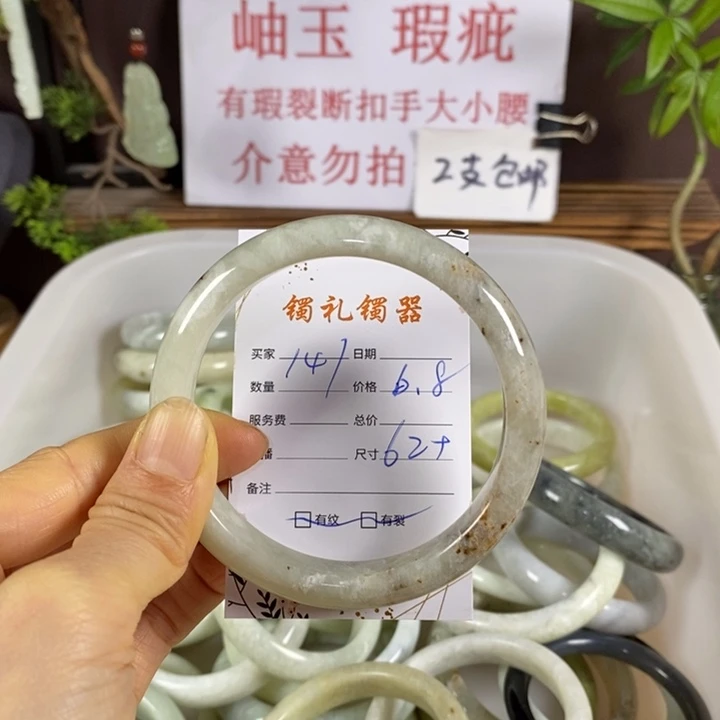 岫玉 瑕疵
有瑕裂断扣手大小腰
介意勿拍
2支包邮
镯礼镯器
买家 147 日期
数量 价格 6.8
服务费 总价
播 尺寸 62+
备注
有纹 有裂